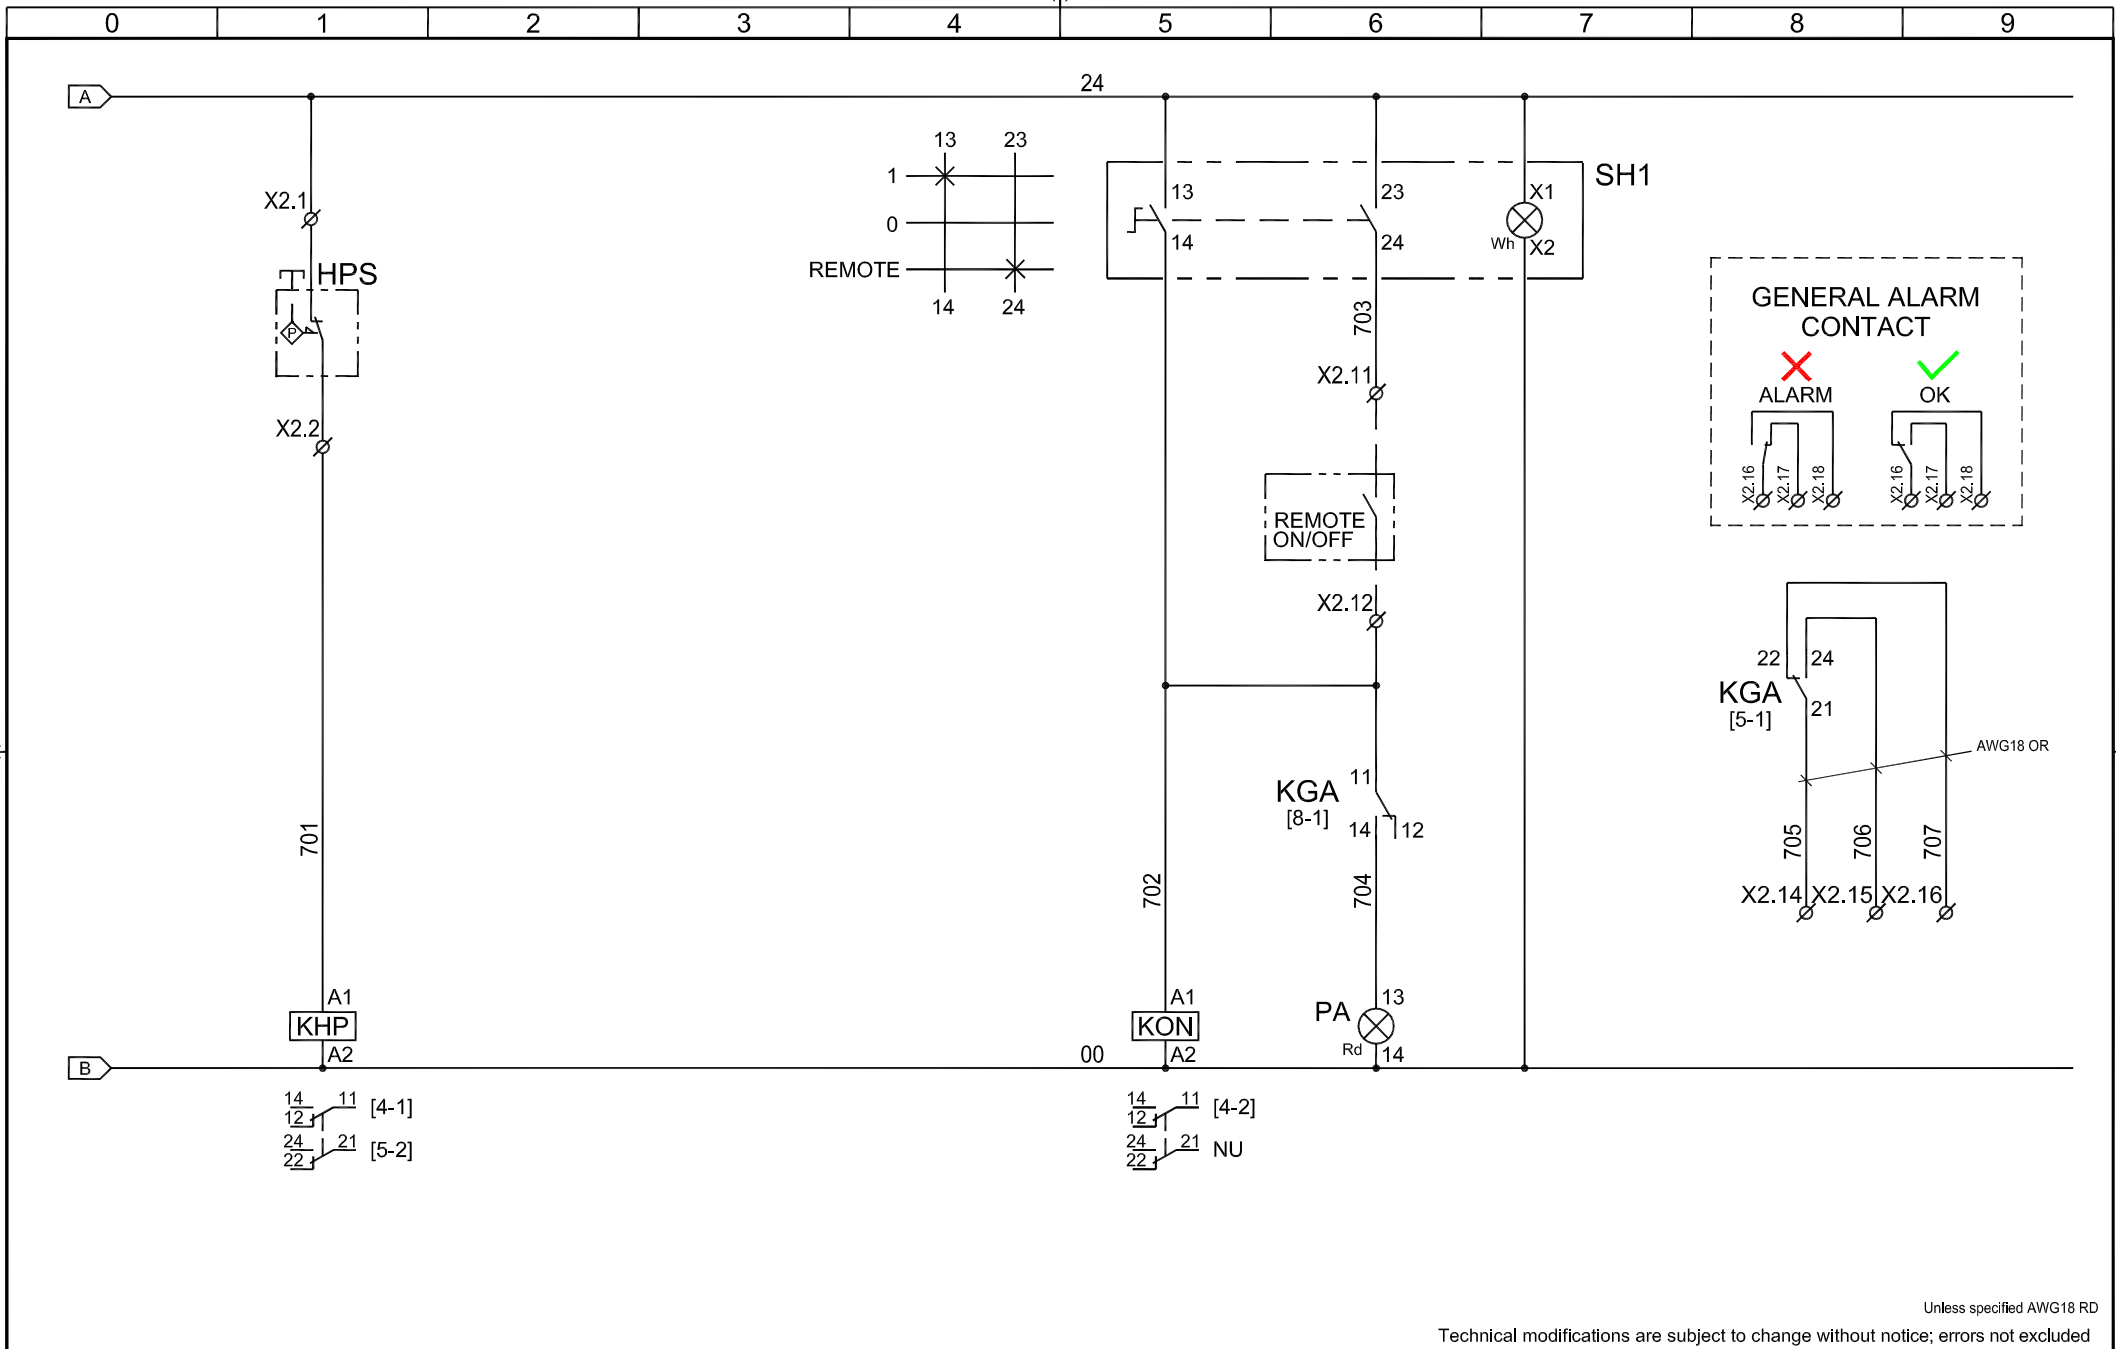 0 1 2 3 4 5 6 7 8 9
A
24
13 23
1
0
REMOTE
14 24
X2.1
HPS
P
X2.2
701
A1
KHP
A2
13
14
23
24
X1
Wh X2
SH1
703
X2.11
REMOTE
ON/OFF
X2.12
KGA
[8-1]
11
14 12
702
704
A1
KON
A2
PA
13
Rd 14
GENERAL ALARM
CONTACT
ALARM
OK
X2.16 X2.17 X2.18
X2.16 X2.17 X2.18
22 24
KGA
[5-1]
21
AWG18 OR
705 706 707
X2.14 X2.15 X2.16
B
00
14 11 [4-1]
12
24 21 [5-2]
22
14 11 [4-2]
12
24 21 NU
22
Unless specified AWG18 RD
Technical modifications are subject to change without notice; errors not excluded